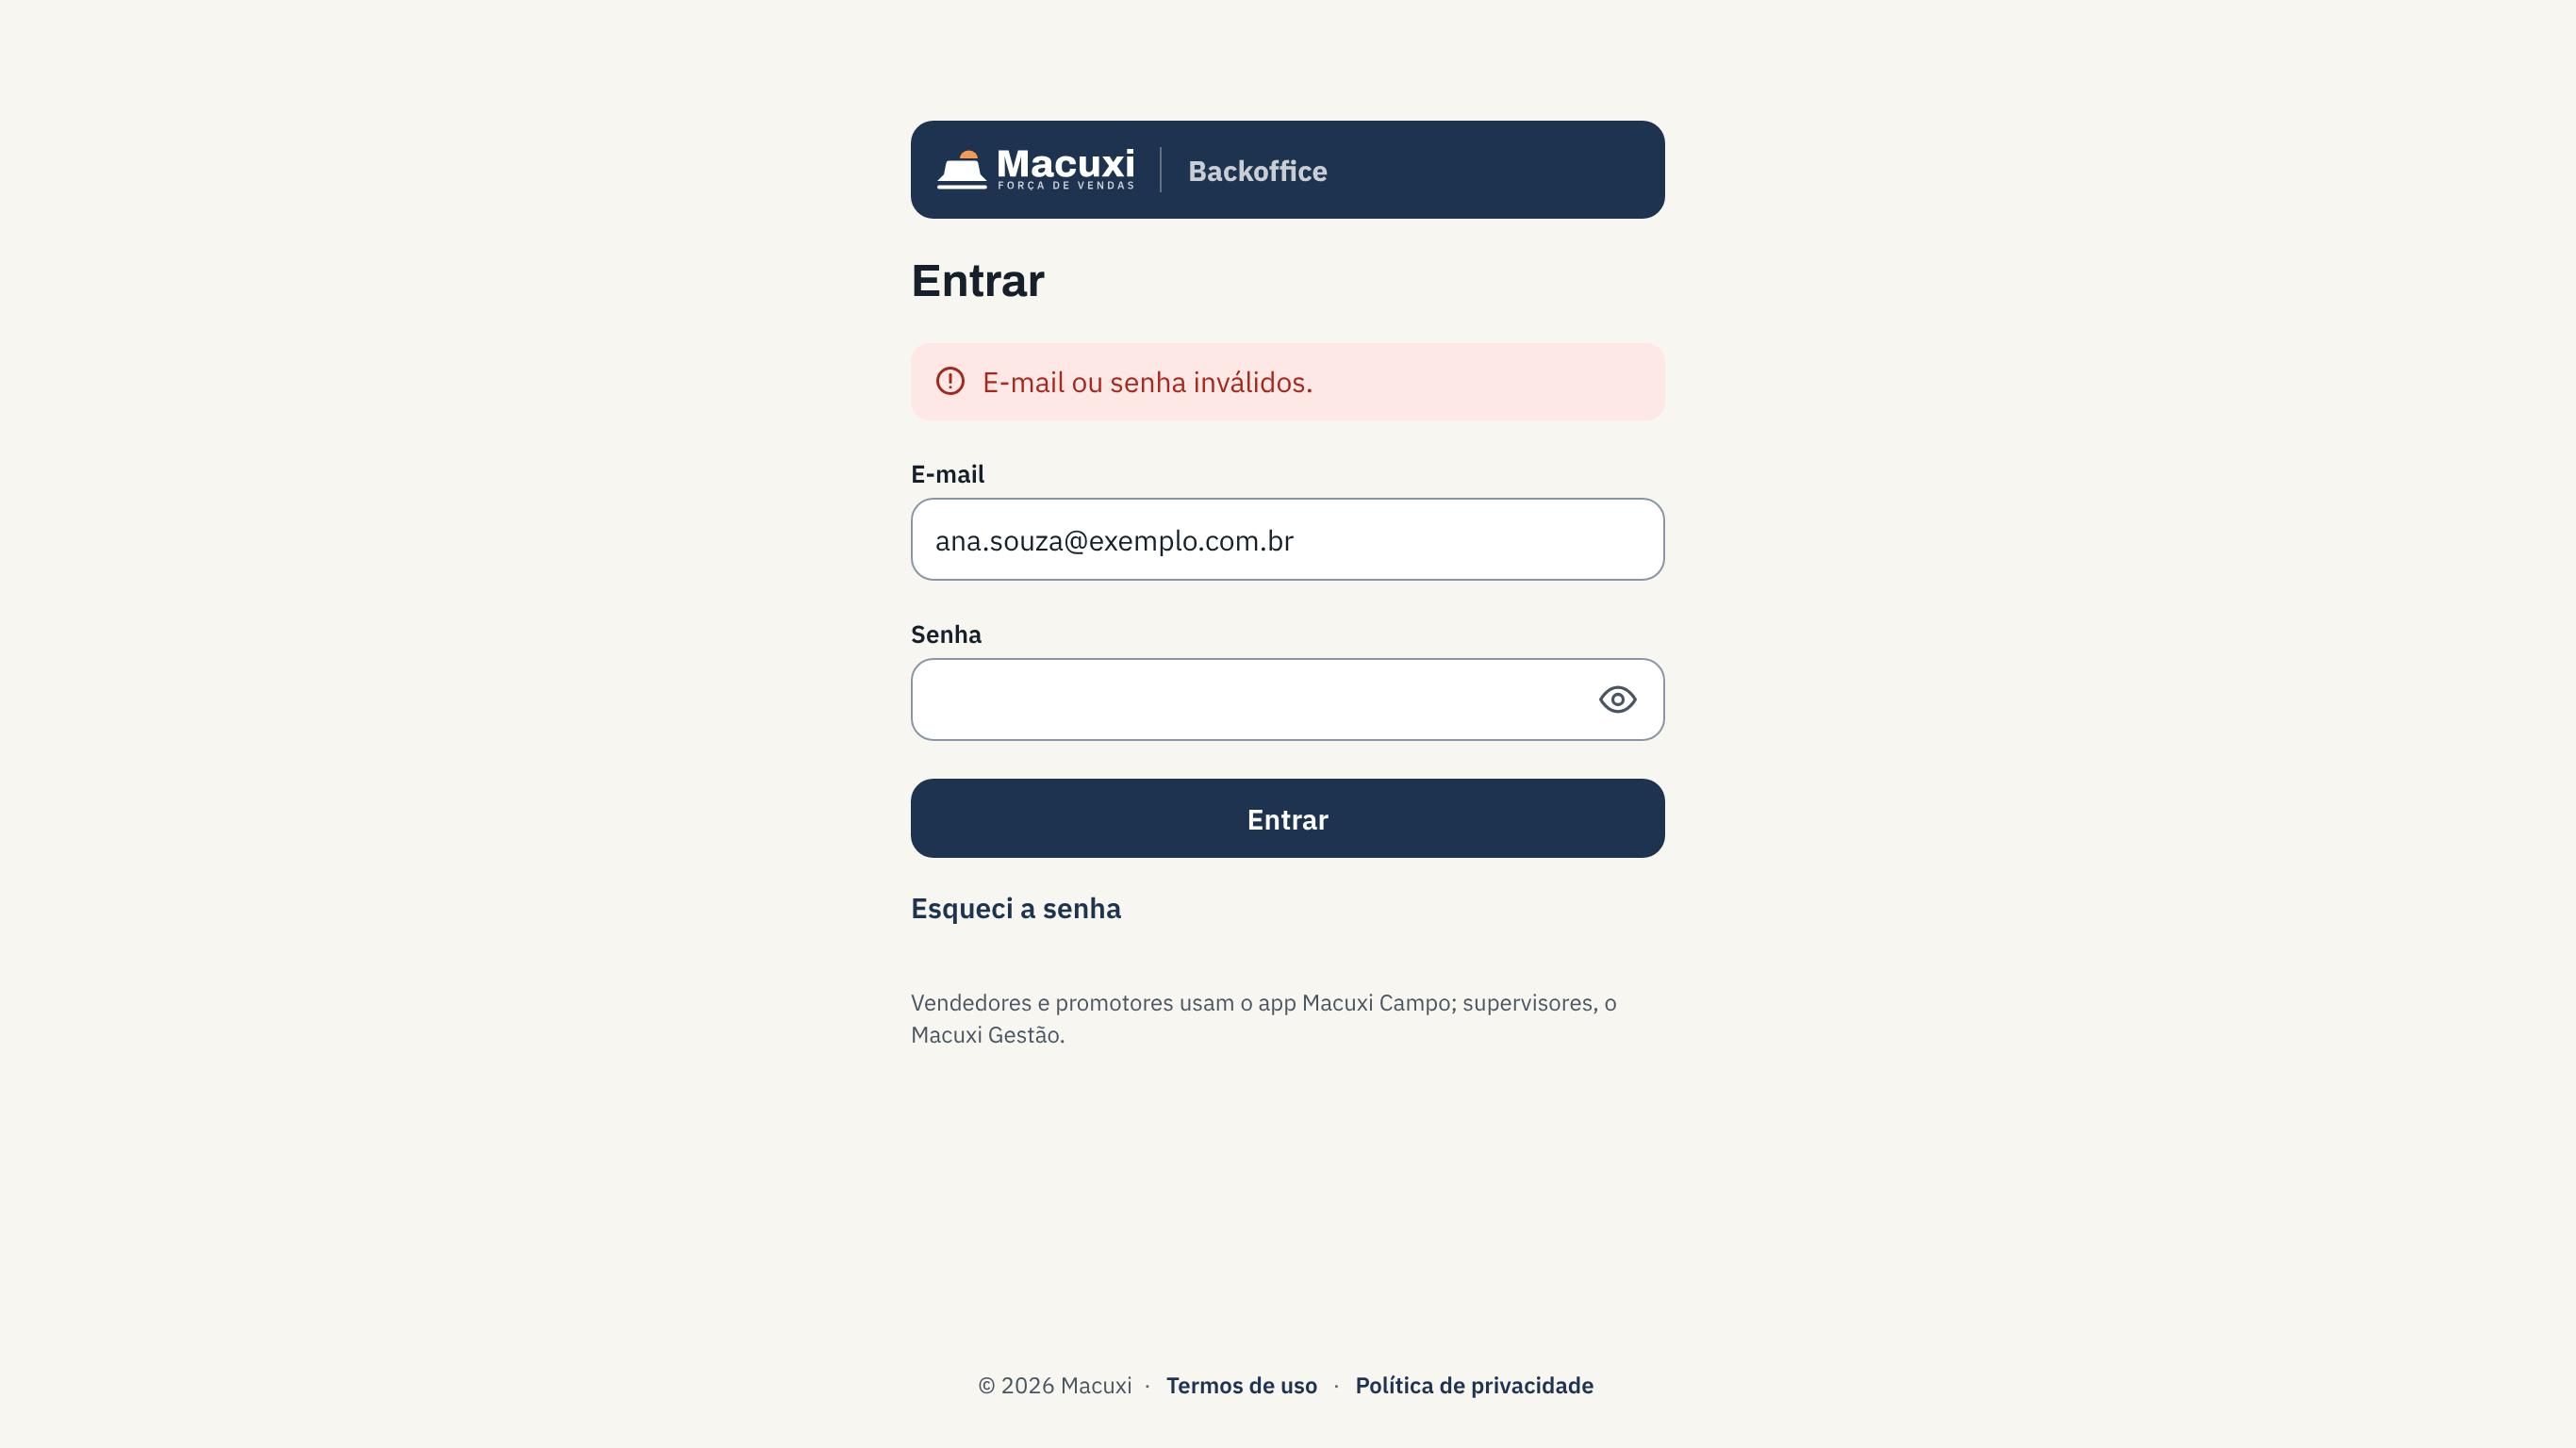 Macuxi
FORÇA DE VENDAS
Backoffice
Entrar
E-mail ou senha inválidos.
E-mail
ana.souza@exemplo.com.br
Senha
Entrar
Esqueci a senha
Vendedores e promotores usam o app Macuxi Campo; supervisores, o
Macuxi Gestão.
© 2026 Macuxi · Termos de uso · Política de privacidade